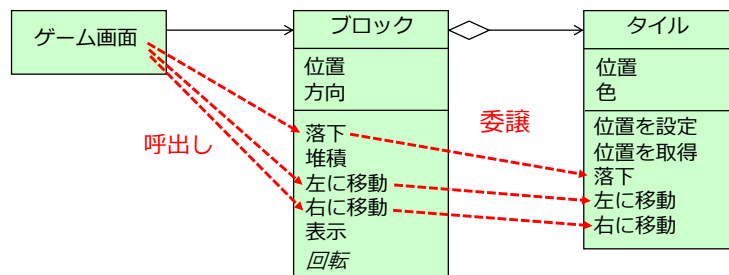 ゲーム画面
ブロック
位置
方向
落下
堆積
左に移動
右に移動
表示
回転
タイル
位置
色
位置を設定
位置を取得
落下
左に移動
右に移動
呼出し
委譲